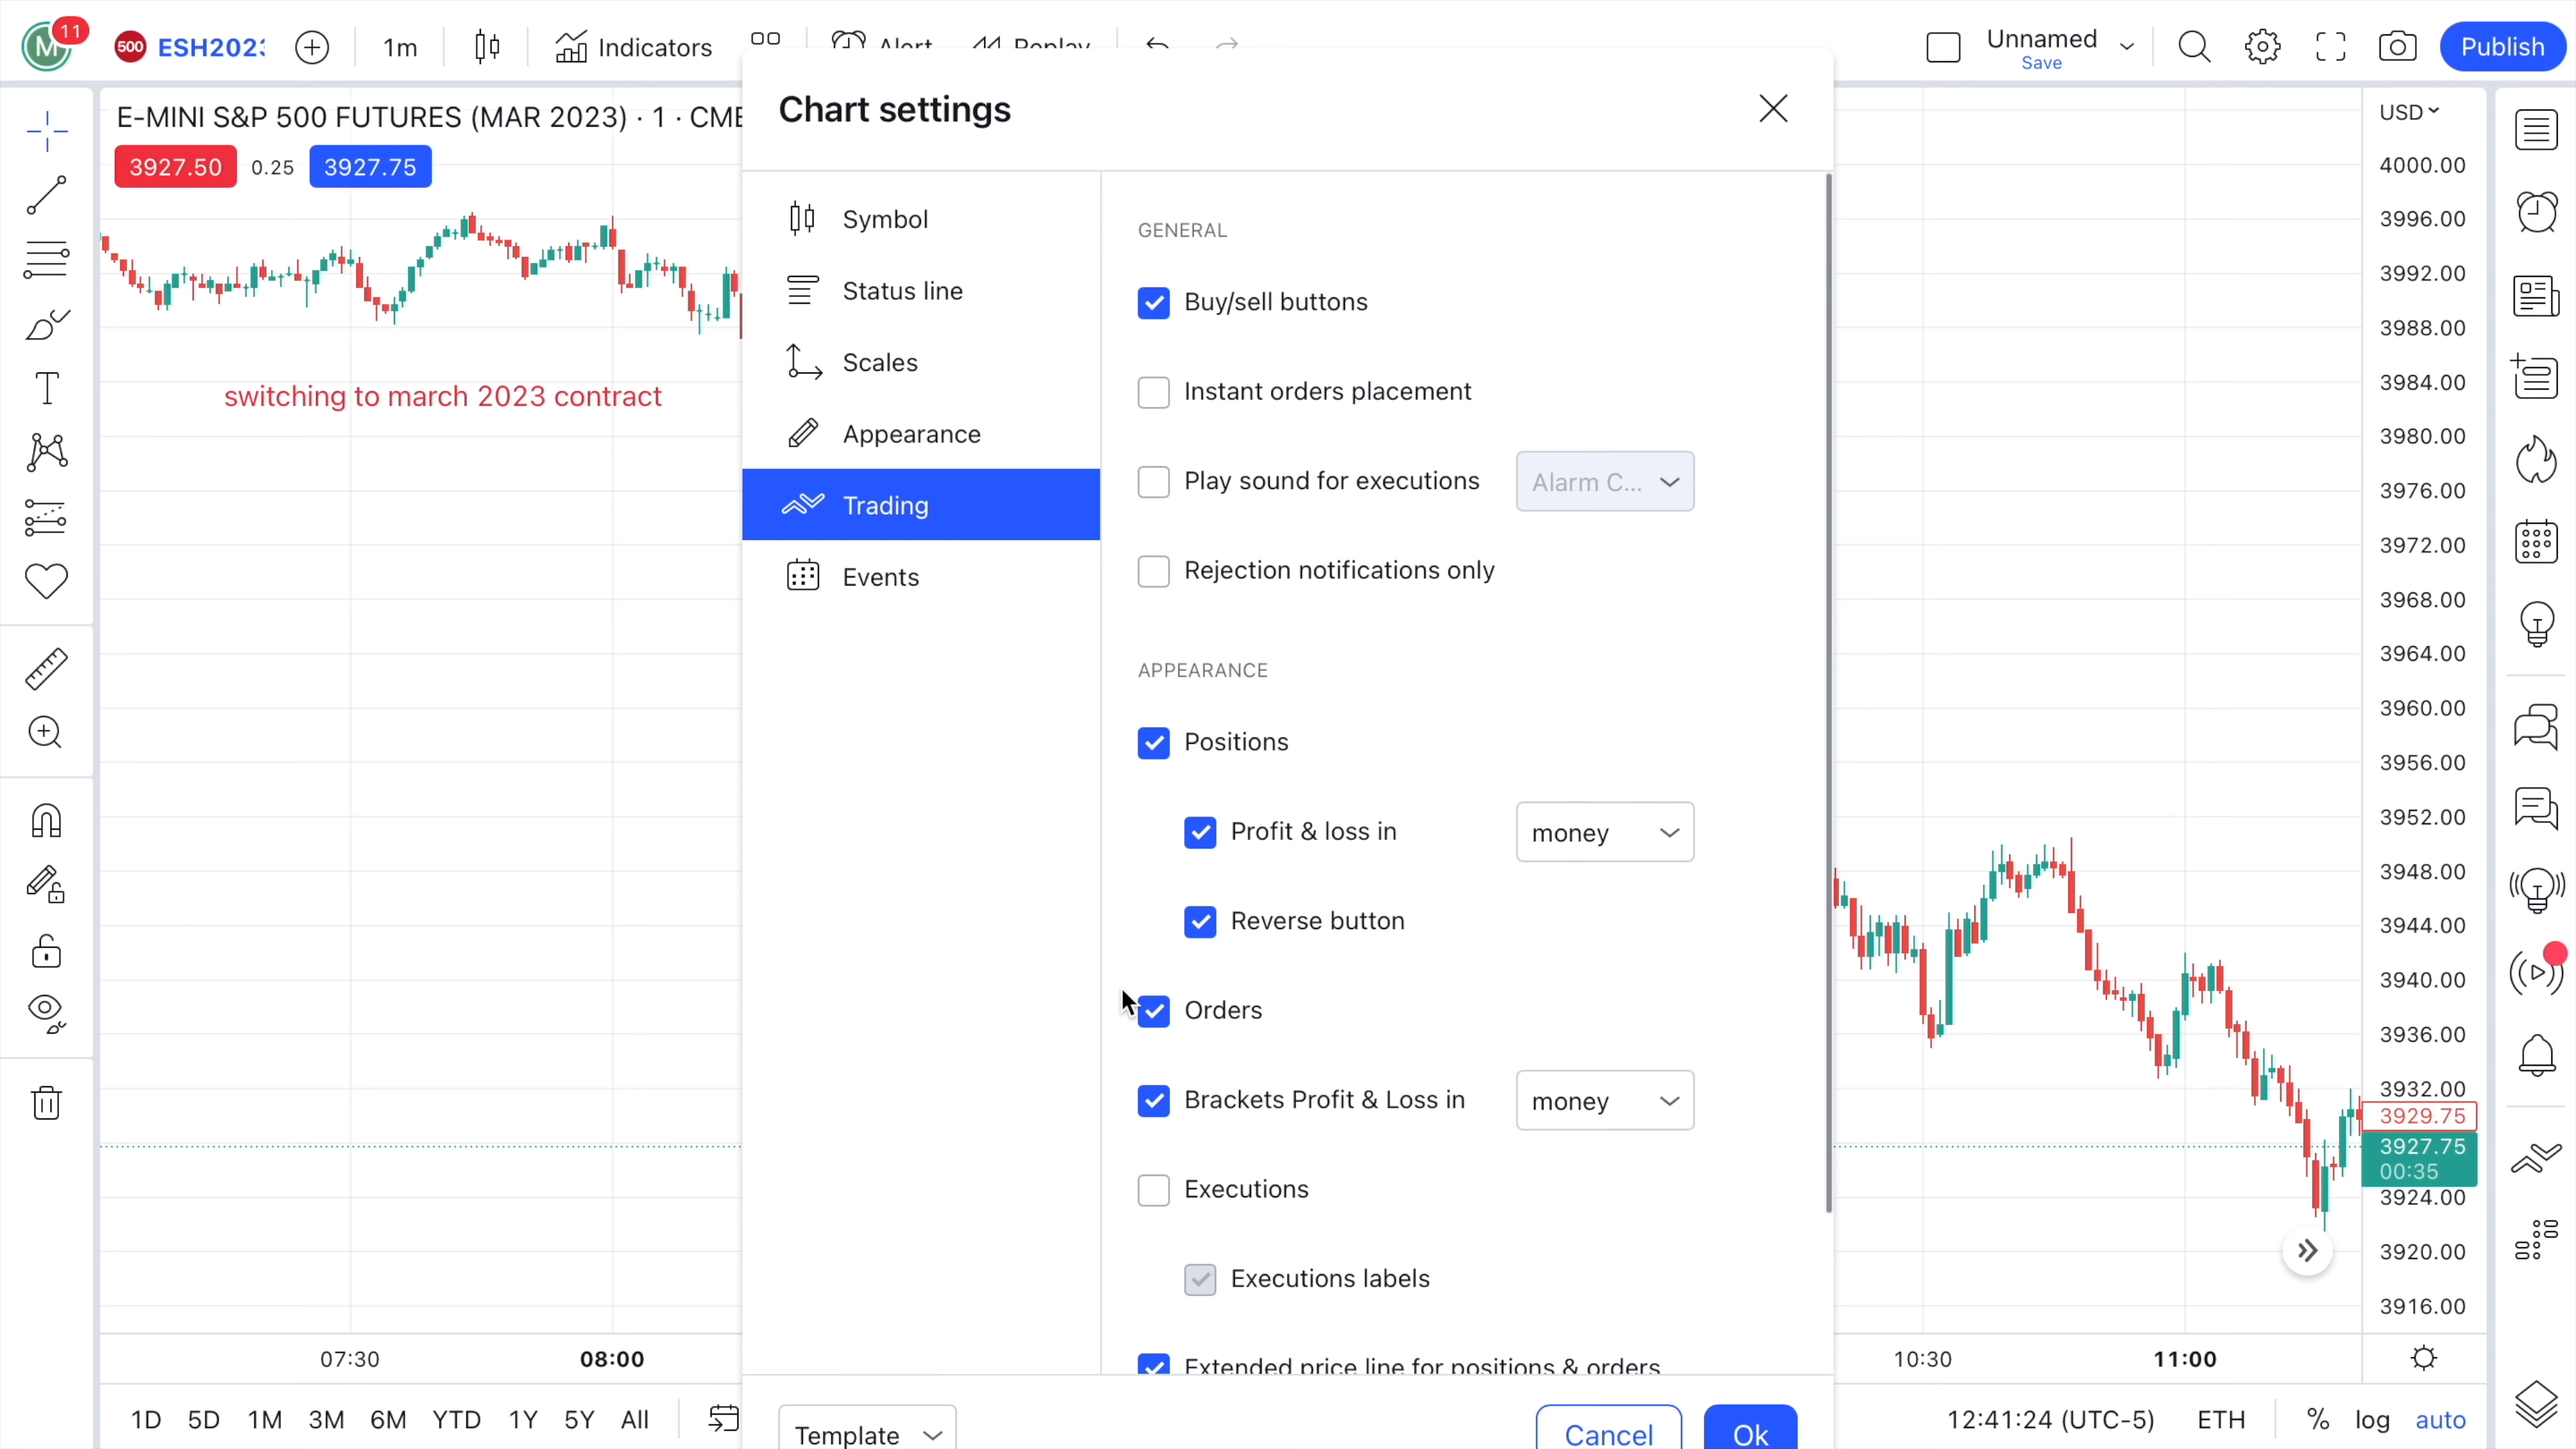 M
11
500
ESH202
1m
Indicators
Alert
Replay
Unnamed
Save
Publish
E-MINI S&P 500 FUTURES (MAR 2023) · 1 · CME
3927.50
0.25
3927.75
switching to march 2023 contract
Chart settings
Symbol
Status line
Scales
Appearance
Trading
Events
GENERAL
Buy/sell buttons
Instant orders placement
Play sound for executions
Alarm C...
Rejection notifications only
APPEARANCE
Positions
Profit & loss in
money
Reverse button
Orders
Brackets Profit & Loss in
money
Executions
Executions labels
Extended price line for positions & orders
Template
Cancel
Ok
USD
4000.00
3996.00
3992.00
3988.00
3984.00
3980.00
3976.00
3972.00
3968.00
3964.00
3960.00
3956.00
3952.00
3948.00
3944.00
3940.00
3936.00
3932.00
3929.75
3927.75
00:35
3924.00
3920.00
3916.00
07:30
08:00
10:30
11:00
1D
5D
1M
3M
6M
YTD
1Y
5Y
All
12:41:24 (UTC-5)
ETH
%
log
auto